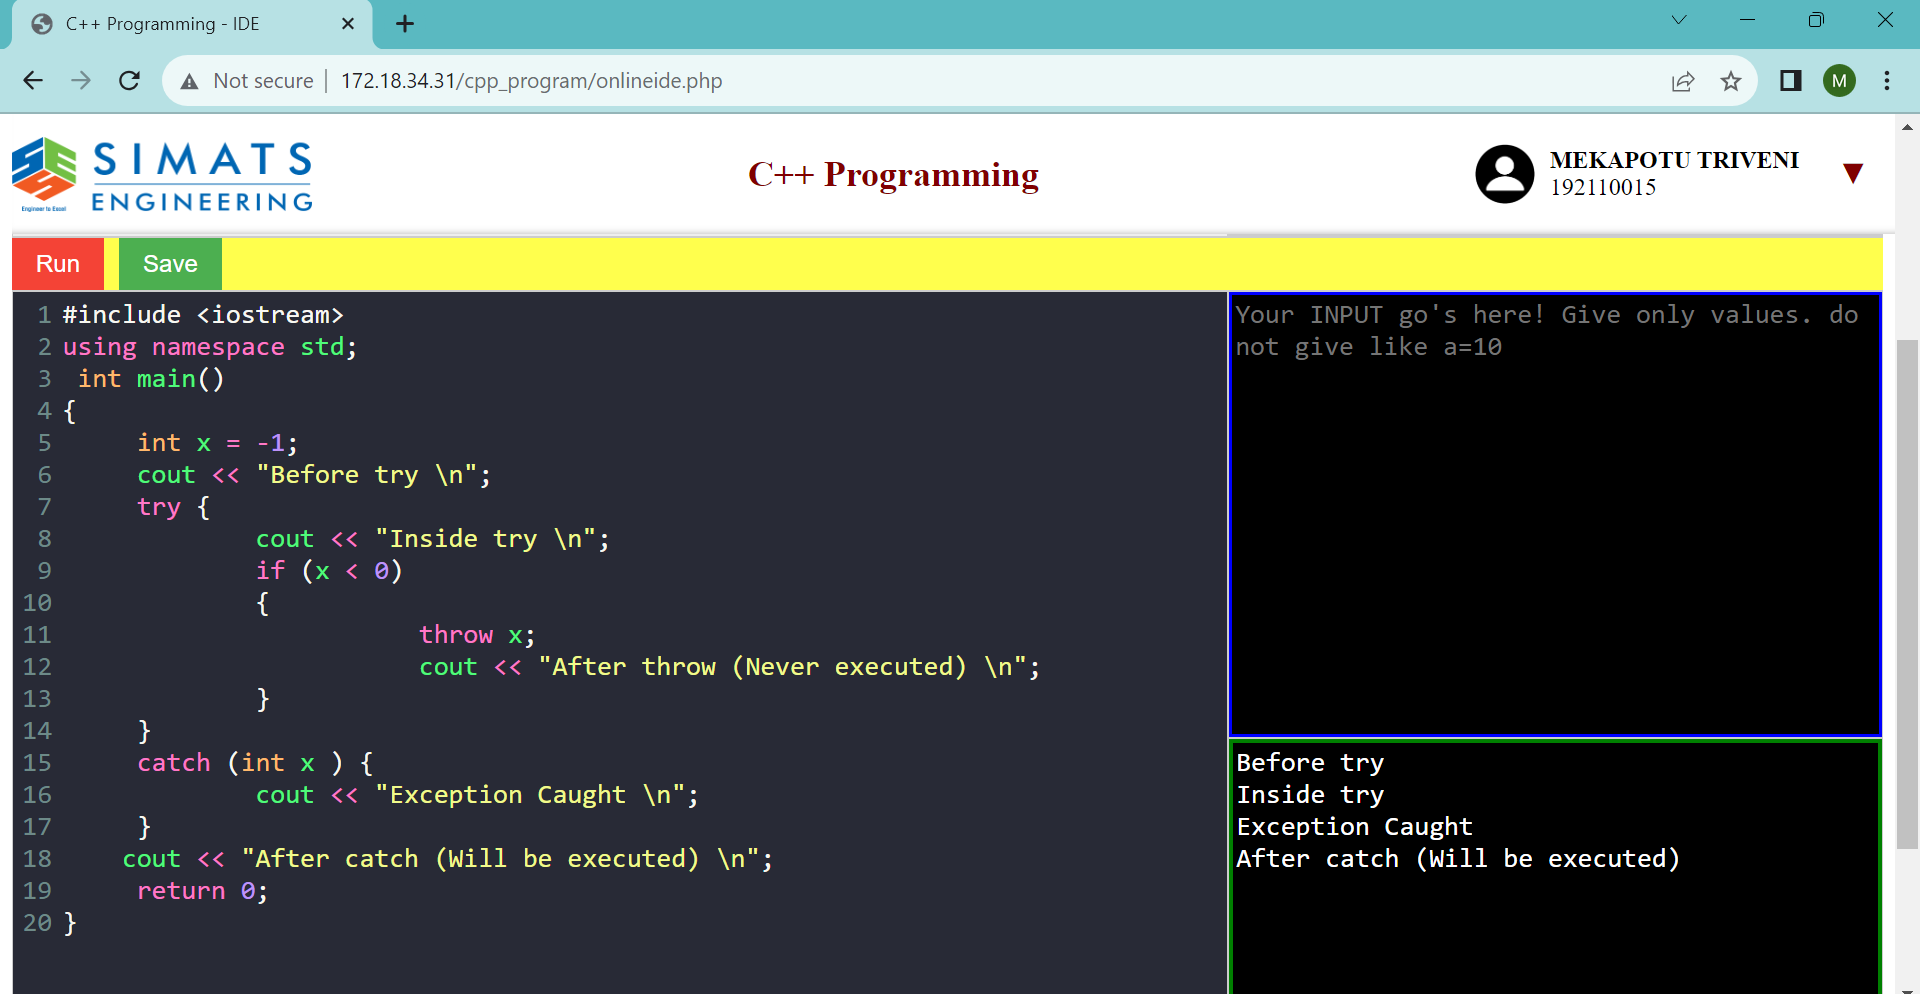 C++ Programming - IDE
Not secure | 172.18.34.31/cpp_program/onlineide.php
M
SIMATS
ENGINEERING
Engineer to Excel
C++ Programming
MEKAPOTU TRIVENI
192110015
Run Save
1 #include <iostream>
2 using namespace std;
3  int main()
4 {
5      int x = -1;
6      cout << "Before try \n";
7      try {
8              cout << "Inside try \n";
9              if (x < 0)
10              {
11                         throw x;
12                         cout << "After throw (Never executed) \n";
13              }
14      }
15      catch (int x ) {
16              cout << "Exception Caught \n";
17      }
18     cout << "After catch (Will be executed) \n";
19      return 0;
20 }
Your INPUT go's here! Give only values. do
not give like a=10
Before try
Inside try
Exception Caught
After catch (Will be executed)